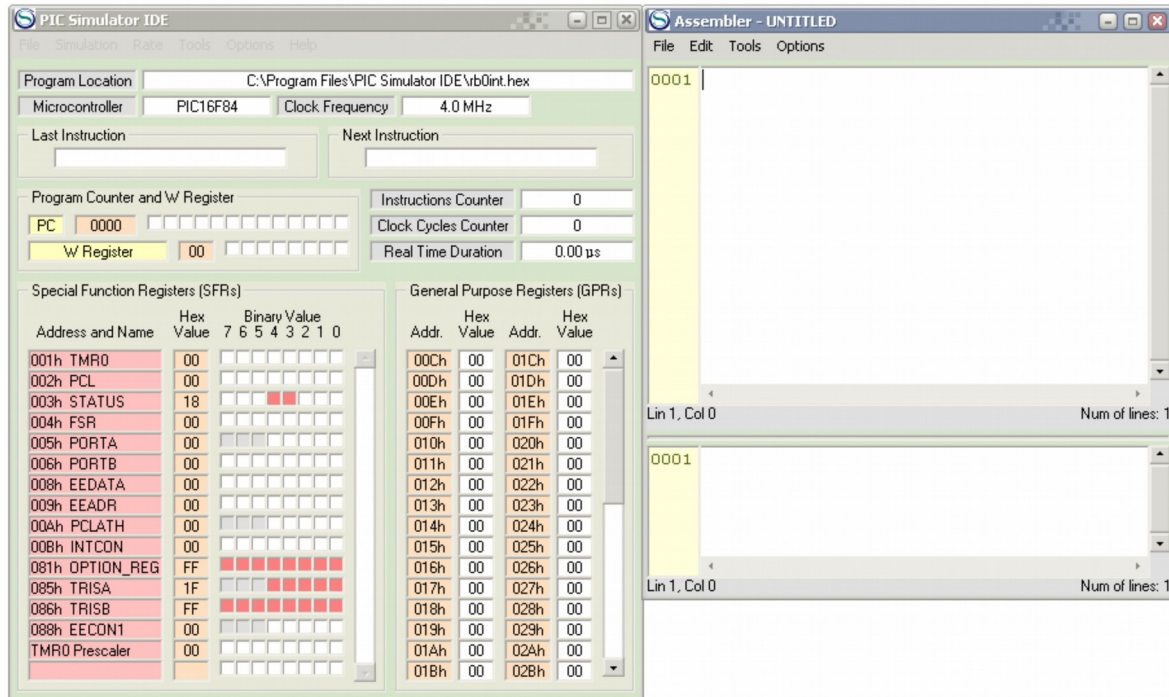 PIC Simulator IDE
File Simulation Rate Tools Options Help
Program Location C:\Program Files\PIC Simulator IDE\rb0int.hex
Microcontroller PIC16F84 Clock Frequency 4.0 MHz
Last Instruction Next Instruction
Program Counter and W Register
PC 0000
W Register 00
Instructions Counter 0
Clock Cycles Counter 0
Real Time Duration 0.00 µs
Special Function Registers (SFRs)
Hex Binary Value
Address and Name Value 7 6 5 4 3 2 1 0
001h TMR0 00
002h PCL 00
003h STATUS 18
004h FSR 00
005h PORTA 00
006h PORTB 00
008h EEDATA 00
009h EEADR 00
00Ah PCLATH 00
00Bh INTCON 00
081h OPTION_REG FF
085h TRISA 1F
086h TRISB FF
088h EECON1 00
TMR0 Prescaler 00
General Purpose Registers (GPRs)
Hex Hex
Addr. Value Addr. Value
00Ch 00 01Ch 00
00Dh 00 01Dh 00
00Eh 00 01Eh 00
00Fh 00 01Fh 00
010h 00 020h 00
011h 00 021h 00
012h 00 022h 00
013h 00 023h 00
014h 00 024h 00
015h 00 025h 00
016h 00 026h 00
017h 00 027h 00
018h 00 028h 00
019h 00 029h 00
01Ah 00 02Ah 00
01Bh 00 02Bh 00
Assembler - UNTITLED
File Edit Tools Options
0001
Lin 1, Col 0 Num of lines: 1
0001
Lin 1, Col 0 Num of lines: 1